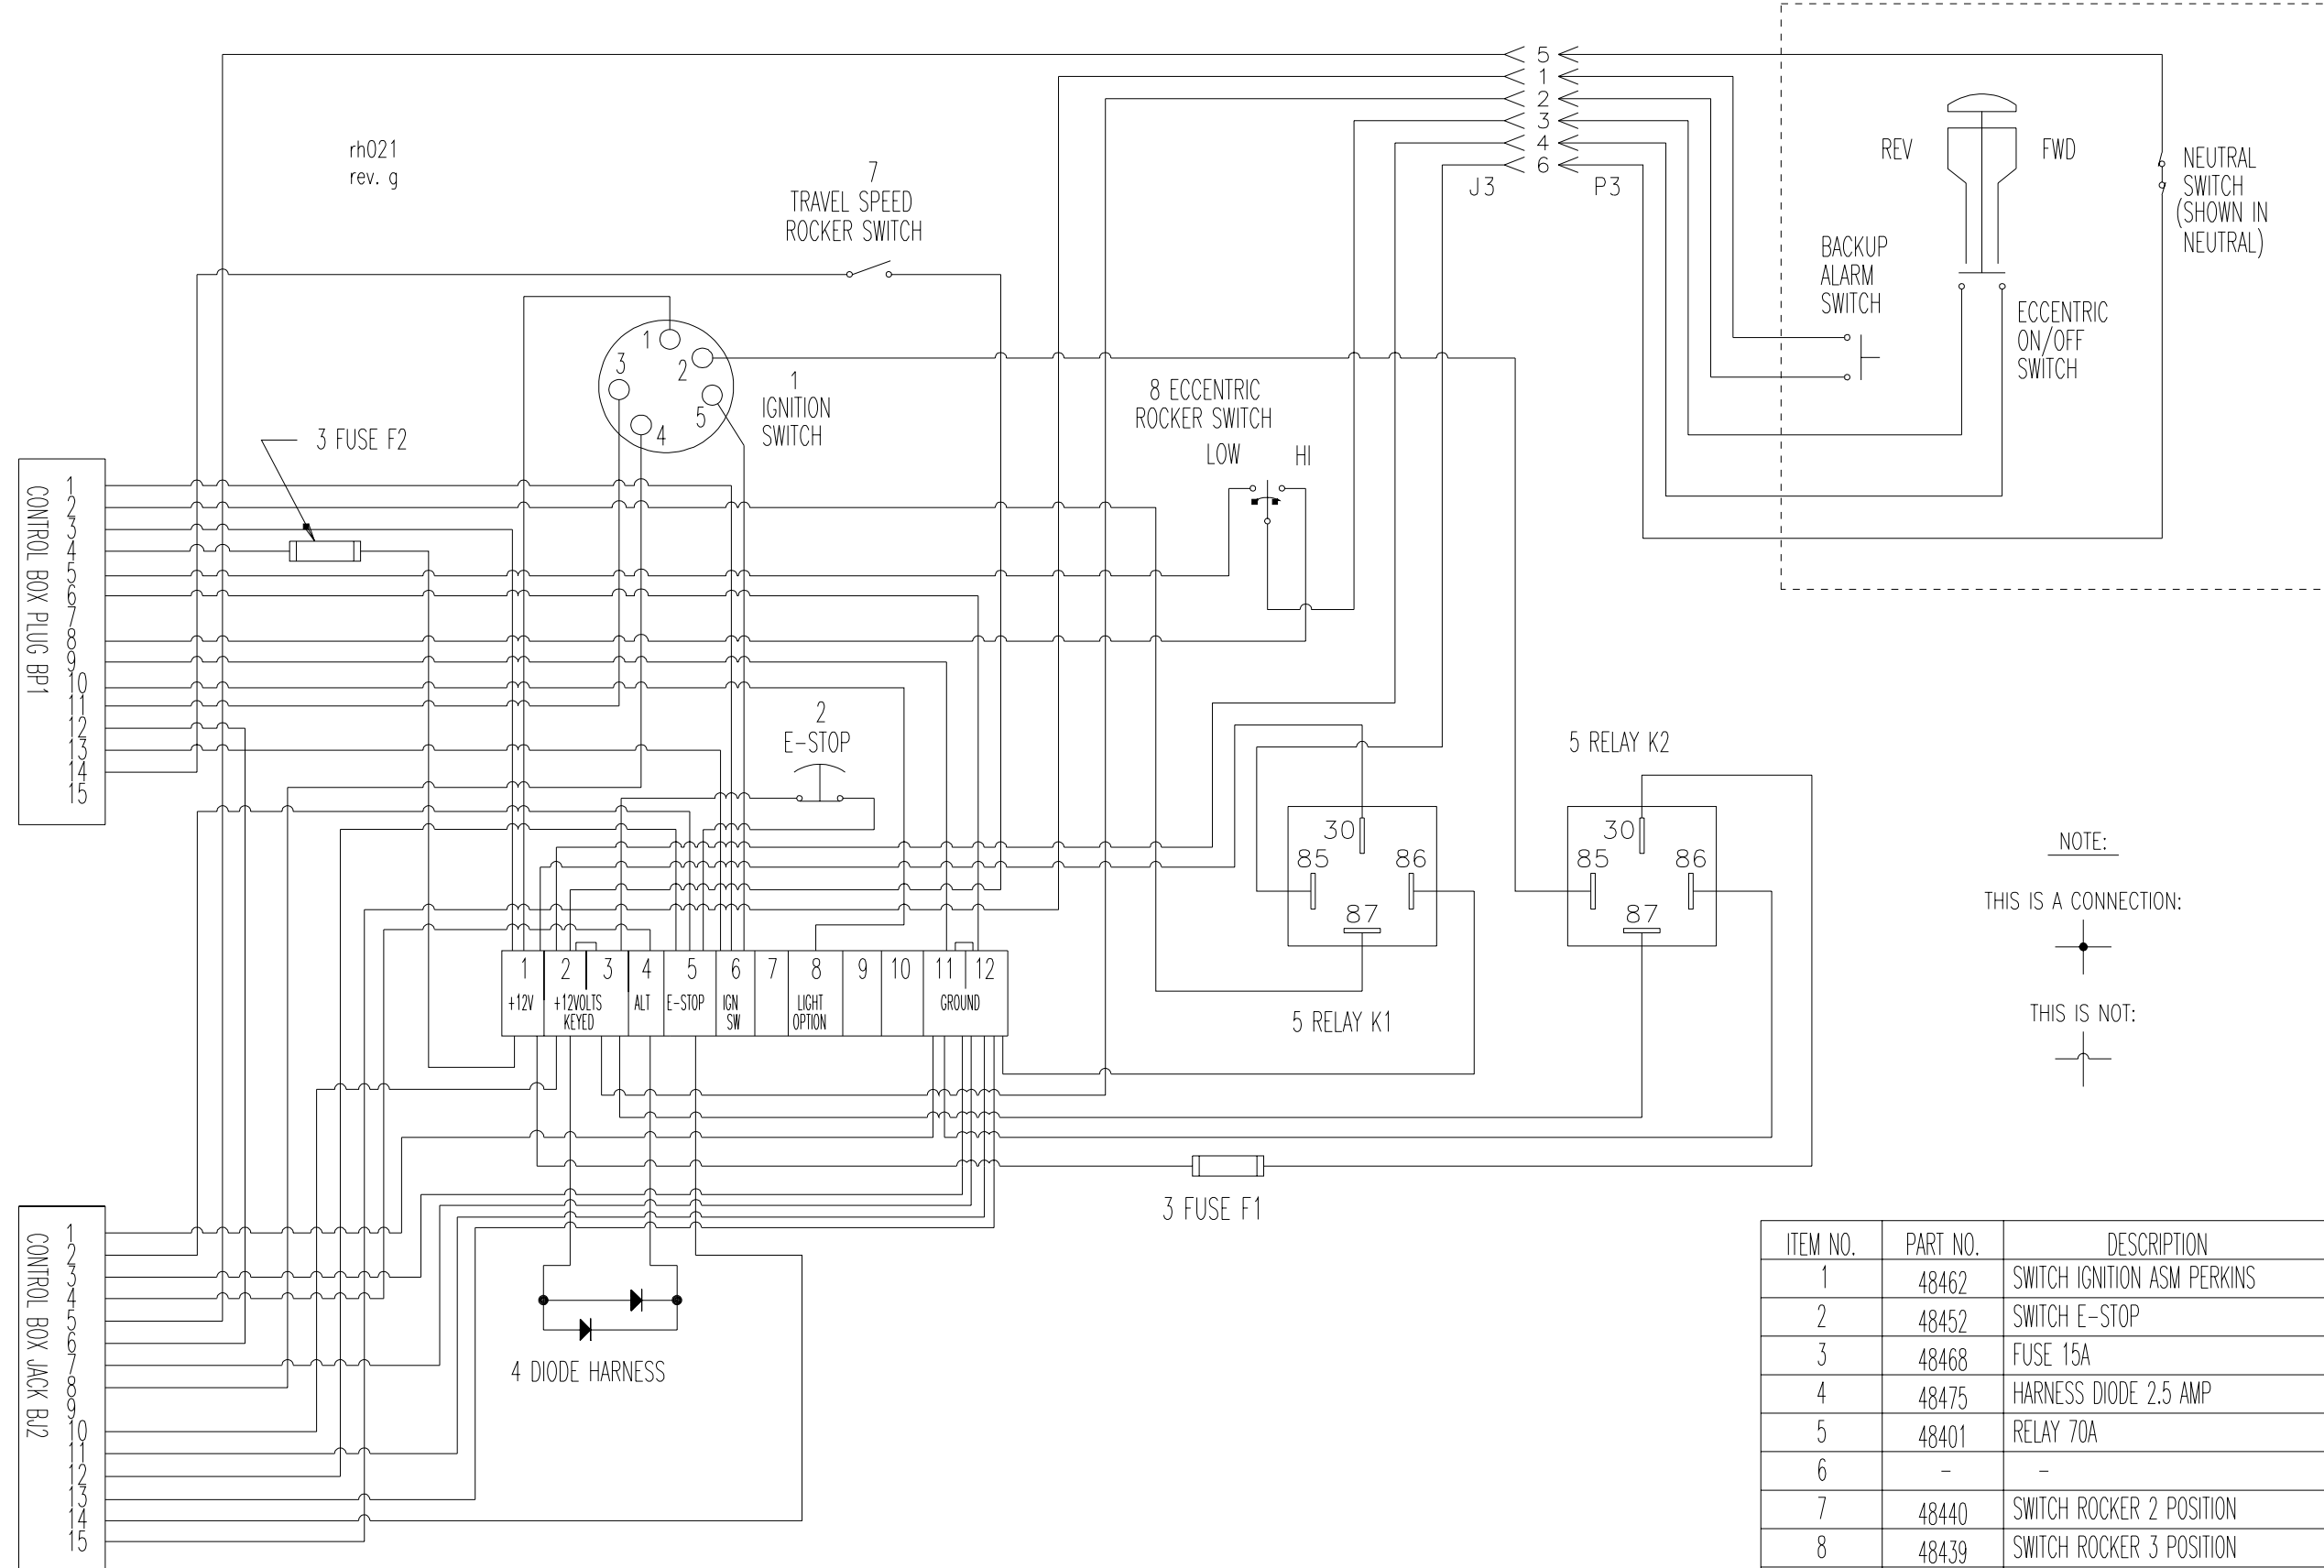 5
1
2
3
4
6
J3
P3
rh021
rev. g
7
TRAVEL SPEED
ROCKER SWITCH
REV
FWD
NEUTRAL
SWITCH
(SHOWN IN
NEUTRAL)
BACKUP
ALARM
SWITCH
ECCENTRIC
ON/OFF
SWITCH
1
2
3
4
5
1
IGNITION
SWITCH
8 ECCENTRIC
ROCKER SWITCH
LOW HI
3 FUSE F2
CONTROL BOX PLUG BP1
1
2
3
4
5
6
7
8
9
10
11
12
13
14
15
2
E-STOP
5 RELAY K2
30
85 86
87
30
85 86
87
5 RELAY K1
NOTE:
THIS IS A CONNECTION:
THIS IS NOT:
1 2 3 4 5 6 7 8 9 10 11 12
+12V
+12VOLTS
KEYED
ALT
E-STOP
IGN
SW
LIGHT
OPTION
GROUND
3 FUSE F1
4 DIODE HARNESS
CONTROL BOX JACK BJ2
1
2
3
4
5
6
7
8
9
10
11
12
13
14
15
ITEM NO. PART NO. DESCRIPTION
1 48462 SWITCH IGNITION ASM PERKINS
2 48452 SWITCH E-STOP
3 48468 FUSE 15A
4 48475 HARNESS DIODE 2.5 AMP
5 48401 RELAY 70A
6 - -
7 48440 SWITCH ROCKER 2 POSITION
8 48439 SWITCH ROCKER 3 POSITION